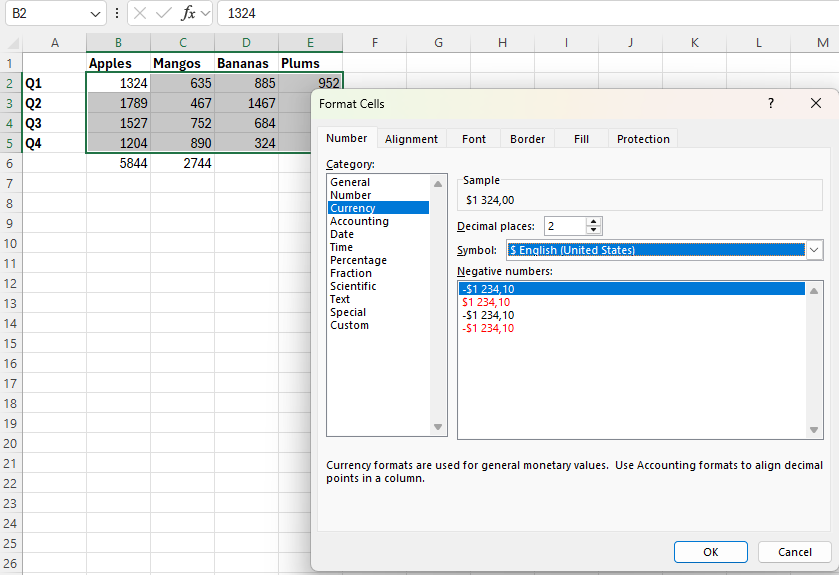 B2 fx 1324
A B C D E F G H I J K L M
1 Apples Mangos Bananas Plums
2 Q1 1324 635 885 952
3 Q2 1789 467 1467
4 Q3 1527 752 684
5 Q4 1204 890 324
6 5844 2744
7
8
9
10
11
12
13
14
15
16
17
18
19
20
21
22
23
24
25
26
Format Cells ?
Number Alignment Font Border Fill Protection
Category:
General
Number
Currency
Accounting
Date
Time
Percentage
Fraction
Scientific
Text
Special
Custom
Sample
$1 324,00
Decimal places: 2
Symbol: $ English (United States)
Negative numbers:
-$1 234,10
$1 234,10
-$1 234,10
-$1 234,10
Currency formats are used for general monetary values. Use Accounting formats to align decimal
points in a column.
OK Cancel